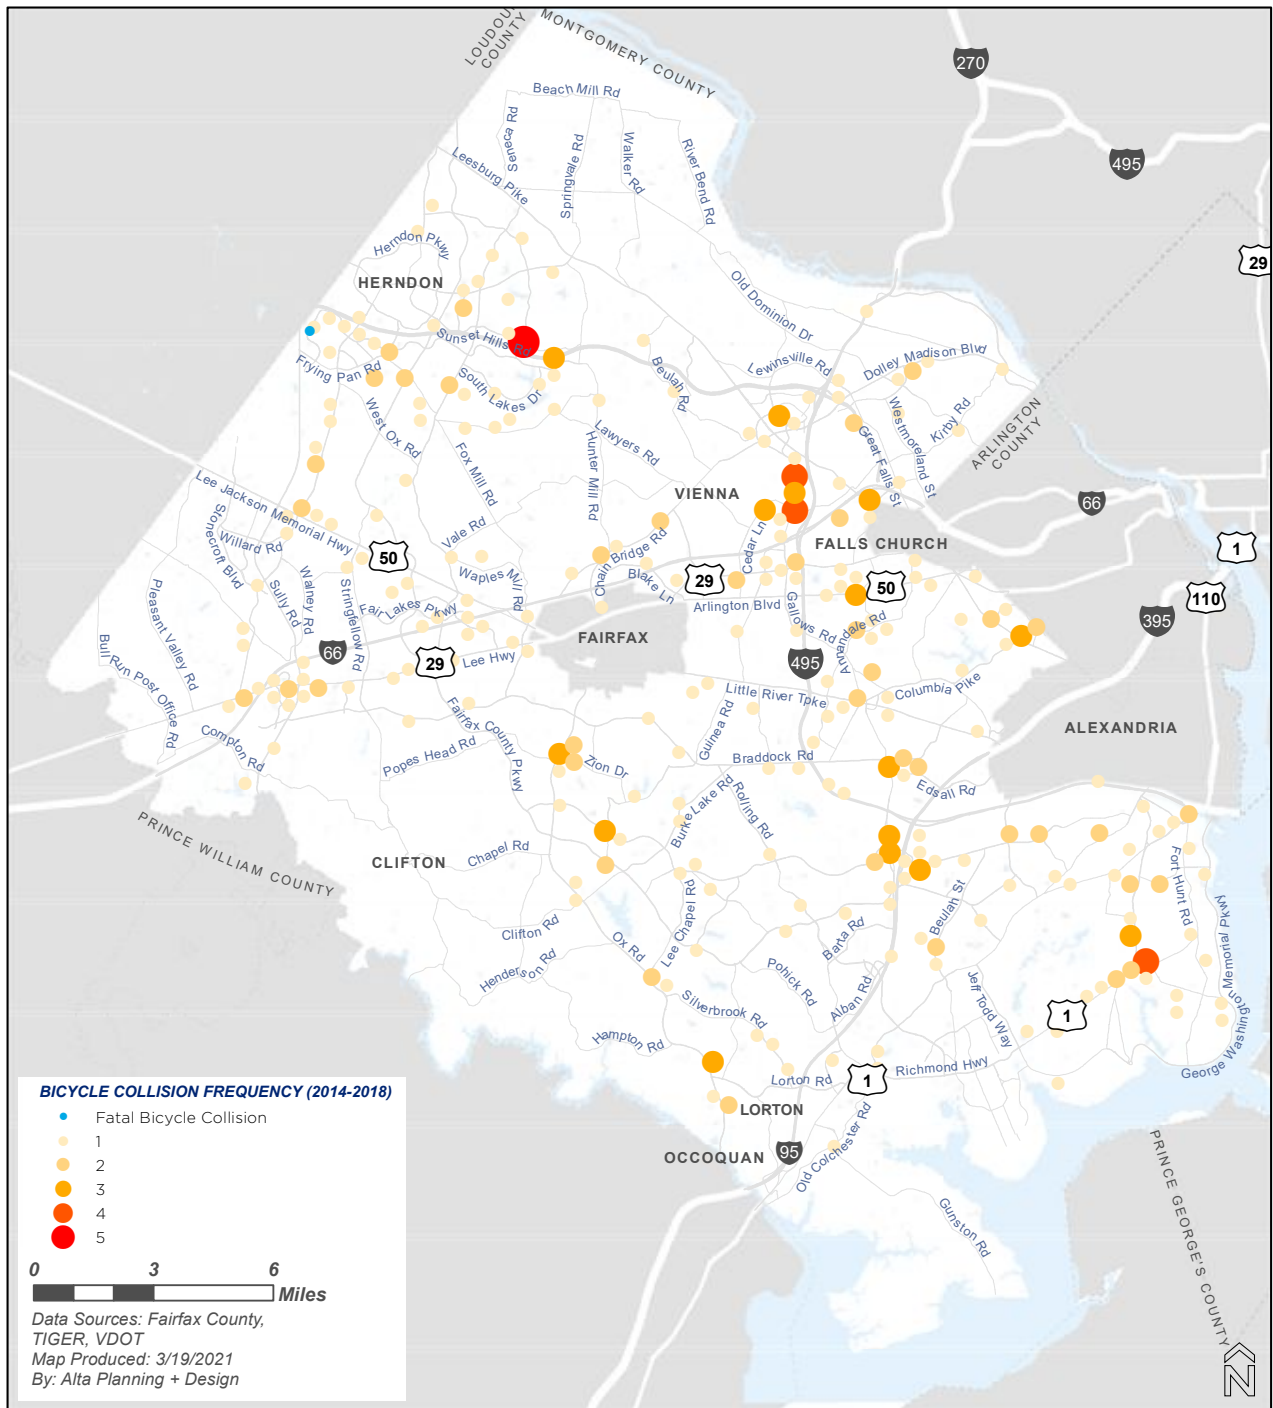 LOUDOUN
COUNTY
MONTGOMERY COUNTY
270
495
29
Beach Mill Rd
Seneca Rd
Springvale Rd
Walker Rd
River Bend Rd
Leesburg Pike
Herndon Pkwy
HERNDON
Old Dominion Dr
Sunset Hills Rd
Frying Pan Rd
South Lakes Dr
Beulah Rd
Lewinsville Rd
Dolley Madison Blvd
West Ox Rd
Fox Mill Rd
Hunter Mill Rd
Lawyers Rd
Great Falls St
Westmoreland St
Kirby Rd
ARLINGTON
COUNTY
66
Lee Jackson Memorial Hwy
VIENNA
Stonecroft Blvd
Willard Rd
Vale Rd
50
Chain Bridge Rd
Cedar Ln
FALLS CHURCH
1
Pleasant Valley Rd
Sully Rd
Walney Rd
Stringfellow Rd
Fair Lakes Pkwy
Waples Mill Rd
Blake Ln
29
50
110
Arlington Blvd
Gallows Rd
Annandale Rd
395
FAIRFAX
66
29
Lee Hwy
495
Bull Run Post Office Rd
Little River Tpke
Columbia Pike
Compton Rd
Fairfax County Pkwy
Popes Head Rd
Guinea Rd
ALEXANDRIA
Zion Dr
Braddock Rd
Edsall Rd
Burke Lake Rd
Rolling Rd
PRINCE WILLIAM COUNTY
CLIFTON
Chapel Rd
Fort Hunt Rd
Lee Chapel Rd
Beulah St
Clifton Rd
Ox Rd
Barta Rd
Henderson Rd
Pohick Rd
Alban Rd
Jeff Todd Way
George Washington Memorial Pkwy
Silverbrook Rd
1
Hampton Rd
Lorton Rd
1
Richmond Hwy
LORTON
OCCOQUAN
95
Old Colchester Rd
Gunston Rd
PRINCE GEORGE'S COUNTY
BICYCLE COLLISION FREQUENCY (2014-2018)
Fatal Bicycle Collision
1
2
3
4
5
0 3 6
Miles
Data Sources: Fairfax County,
TIGER, VDOT
Map Produced: 3/19/2021
By: Alta Planning + Design
N